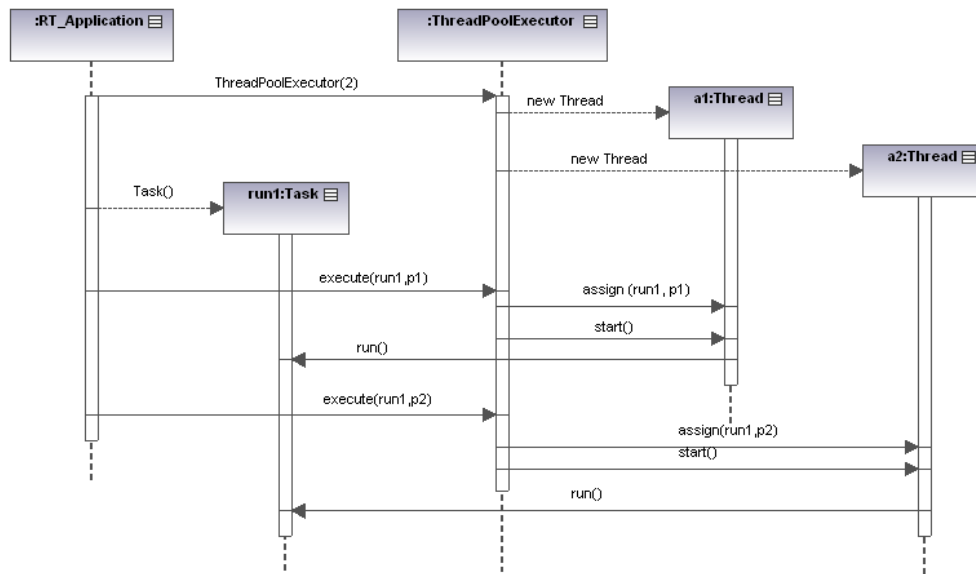 :RT_Application
:ThreadPoolExecutor
ThreadPoolExecutor(2)
new Thread
a1:Thread
new Thread
a2:Thread
Task()
run1:Task
execute(run1,p1)
assign (run1, p1)
start()
run()
execute(run1,p2)
assign(run1,p2)
start()
run()